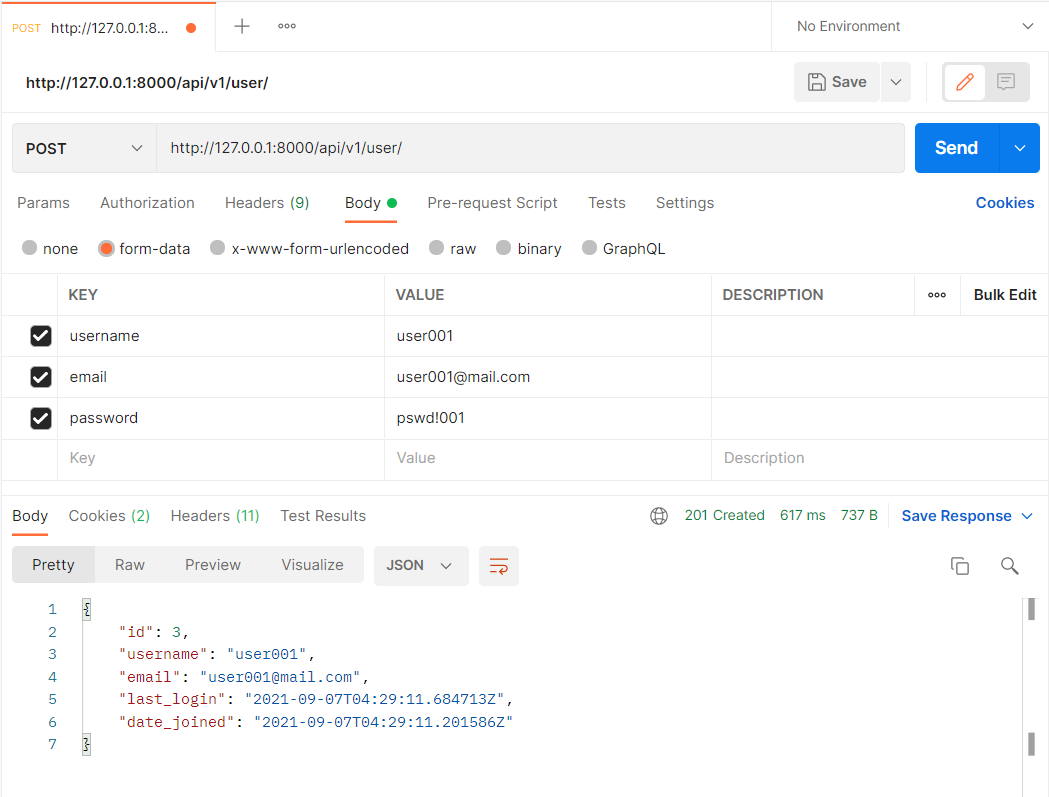 POST http://127.0.0.1:8... No Environment
http://127.0.0.1:8000/api/v1/user/ Save
POST http://127.0.0.1:8000/api/v1/user/ Send
Params Authorization Headers (9) Body Pre-request Script Tests Settings Cookies
none form-data x-www-form-urlencoded raw binary GraphQL
KEY VALUE DESCRIPTION Bulk Edit
username user001
email user001@mail.com
password pswd!001
Key Value Description
Body Cookies (2) Headers (11) Test Results 201 Created 617 ms 737 B Save Response
Pretty Raw Preview Visualize JSON
1 {
2 "id": 3,
3 "username": "user001",
4 "email": "user001@mail.com",
5 "last_login": "2021-09-07T04:29:11.684713Z",
6 "date_joined": "2021-09-07T04:29:11.201586Z"
7 }